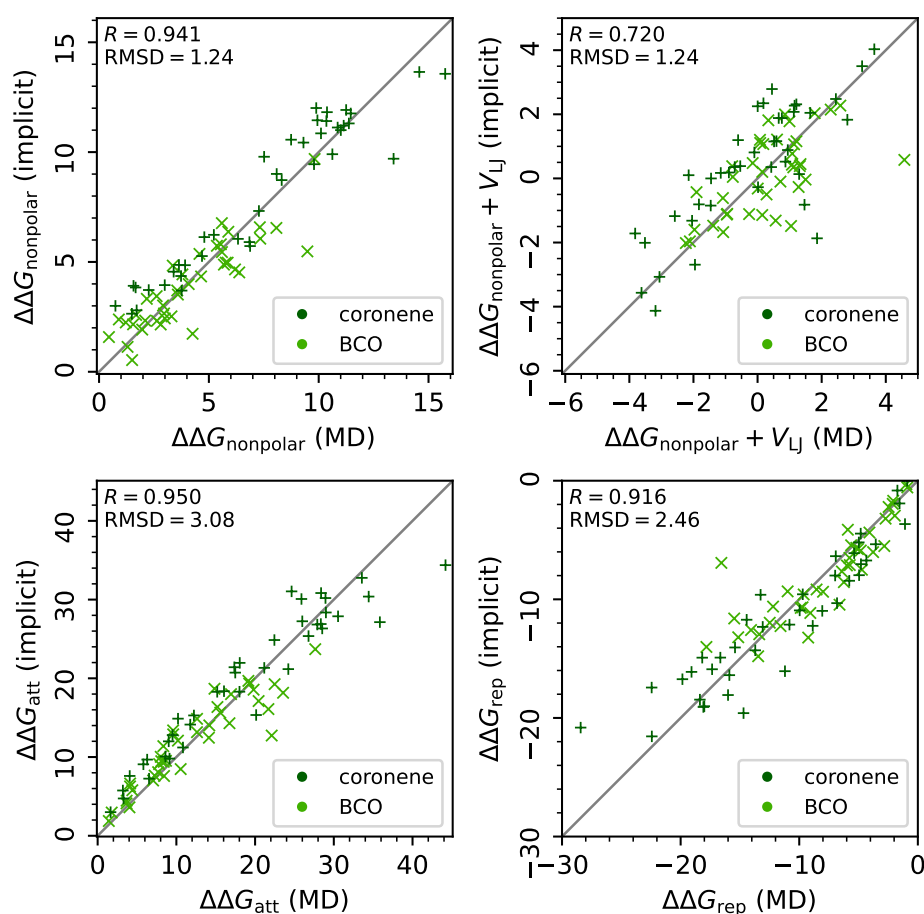 R = 0.941
RMSD = 1.24
15
10
5
0
ΔΔG_nonpolar (implicit)
coronene
BCO
0 5 10 15
ΔΔG_nonpolar (MD)
R = 0.720
RMSD = 1.24
4
2
0
−2
−4
−6
ΔΔG_nonpolar + V_LJ (implicit)
coronene
BCO
−6 −4 −2 0 2 4
ΔΔG_nonpolar + V_LJ (MD)
R = 0.950
RMSD = 3.08
40
30
20
10
0
ΔΔG_att (implicit)
coronene
BCO
0 10 20 30 40
ΔΔG_att (MD)
R = 0.916
RMSD = 2.46
0
−10
−20
−30
ΔΔG_rep (implicit)
coronene
BCO
−30 −20 −10 0
ΔΔG_rep (MD)